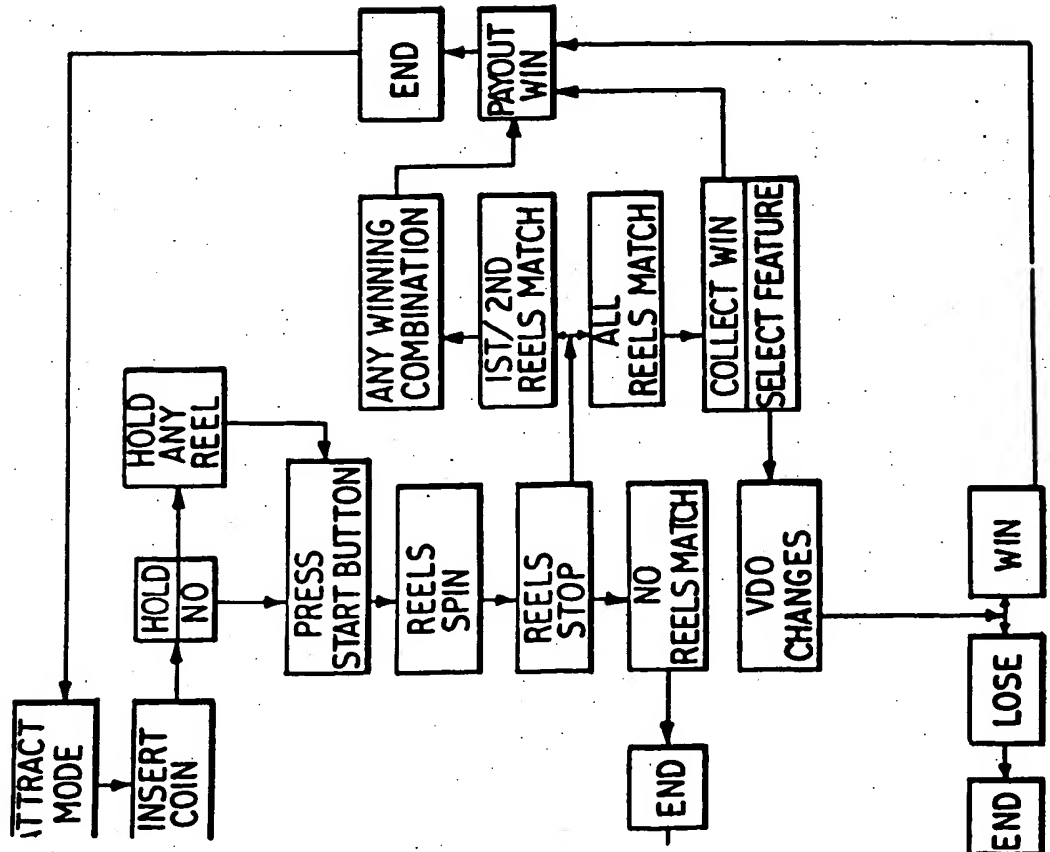 ATTRACT
MODE
INSERT
COIN
HOLD
NO
HOLD
ANY
REEL
PRESS
START BUTTON
REELS
SPIN
REELS
STOP
NO
REELS MATCH
END
ANY WINNING
COMBINATION
1ST/2ND
REELS MATCH
ALL
REELS MATCH
COLLECT WIN
SELECT FEATURE
PAYOUT
WIN
END
VDO
CHANGES
WIN
LOSE
END